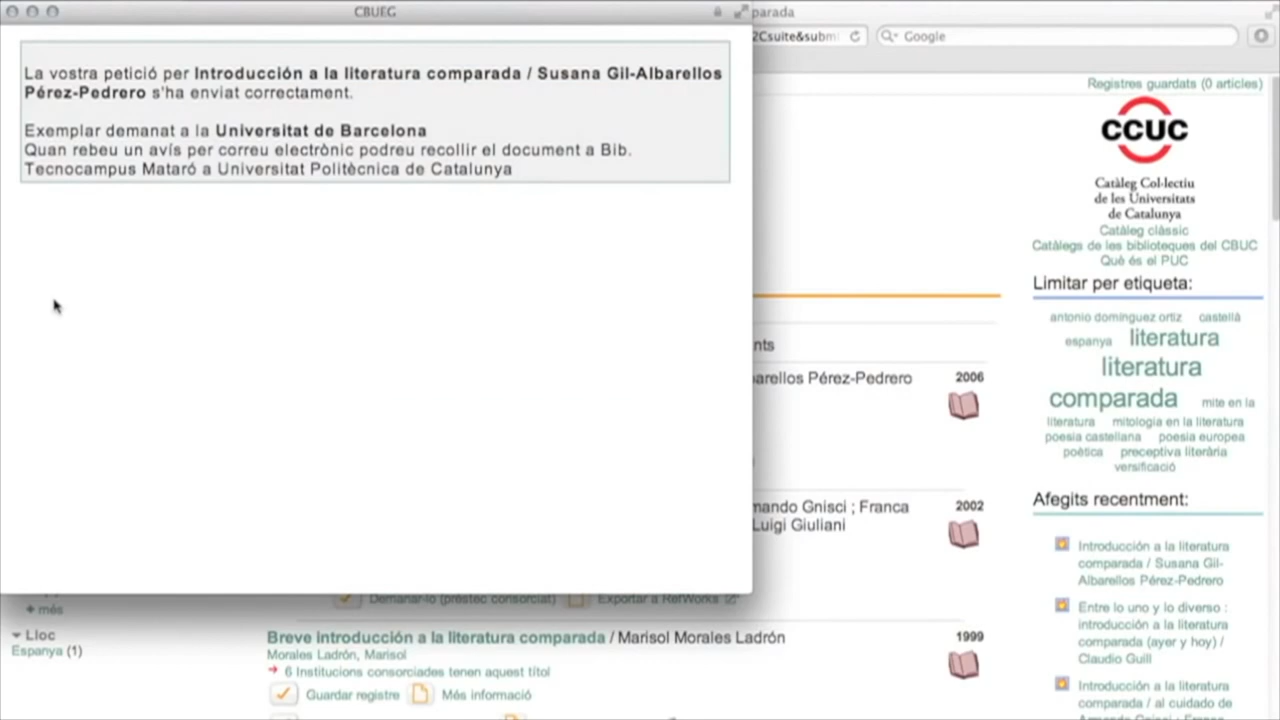 CBUEG
La vostra petició per Introducción a la literatura comparada / Susana Gil-Albarellos
Pérez-Pedrero s'ha enviat correctament.
Exemplar demanat a la Universitat de Barcelona
Quan rebeu un avís per correu electrònic podreu recollir el document a Bib.
Tecnocampus Mataró a Universitat Politècnica de Catalunya
parada
2Csuite&subm
Google
Registres guardats (0 articles)
CCUC
Catàleg Col·lectiu
de les Universitats
de Catalunya
Catàleg clàssic
Catàlegs de les biblioteques del CBUC
Què és el PUC
Limitar per etiqueta:
antonio domínguez ortiz castellà
espanya literatura
literatura
comparada mite en la
literatura mitologia en la literatura
poesia castellana poesia europea
poètica preceptiva literària
versificació
Afegits recentment:
Introducción a la literatura
comparada / Susana Gil-
Albarellos Pérez-Pedrero
Entre lo uno y lo diverso :
introducción a la literatura
comparada (ayer y hoy) /
Claudio Guill
Introducción a la literatura
comparada / al cuidado de
Armando Gnisci ; Franca
nts
arellos Pérez-Pedrero 2006
mando Gnisci ; Franca 2002
Luigi Giuliani
Demanar-lo (préstec consorciat) Exportar a RefWorks
+ més
Lloc
Espanya (1)
Breve introducción a la literatura comparada / Marisol Morales Ladrón 1999
Morales Ladrón, Marisol
6 Institucions consorciades tenen aquest títol
Guardar registre Més informació